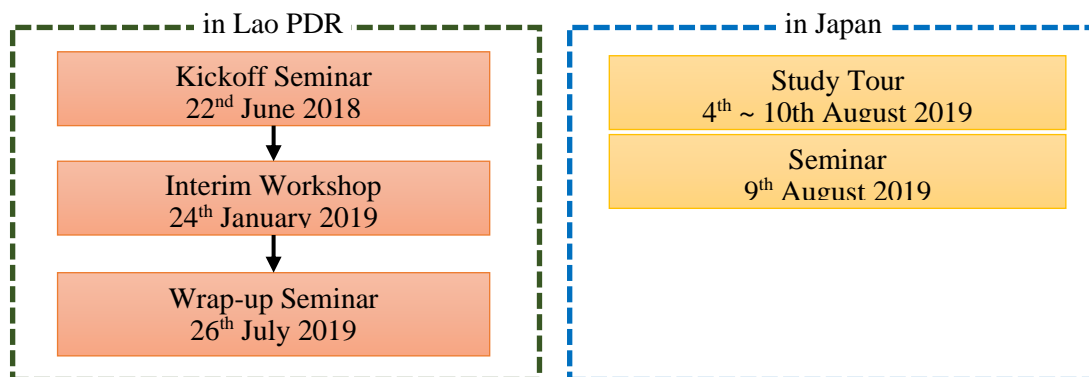 in Lao PDR
Kickoff Seminar
22nd June 2018
Interim Workshop
24th January 2019
Wrap-up Seminar
26th July 2019
in Japan
Study Tour
4th ~ 10th August 2019
Seminar
9th August 2019